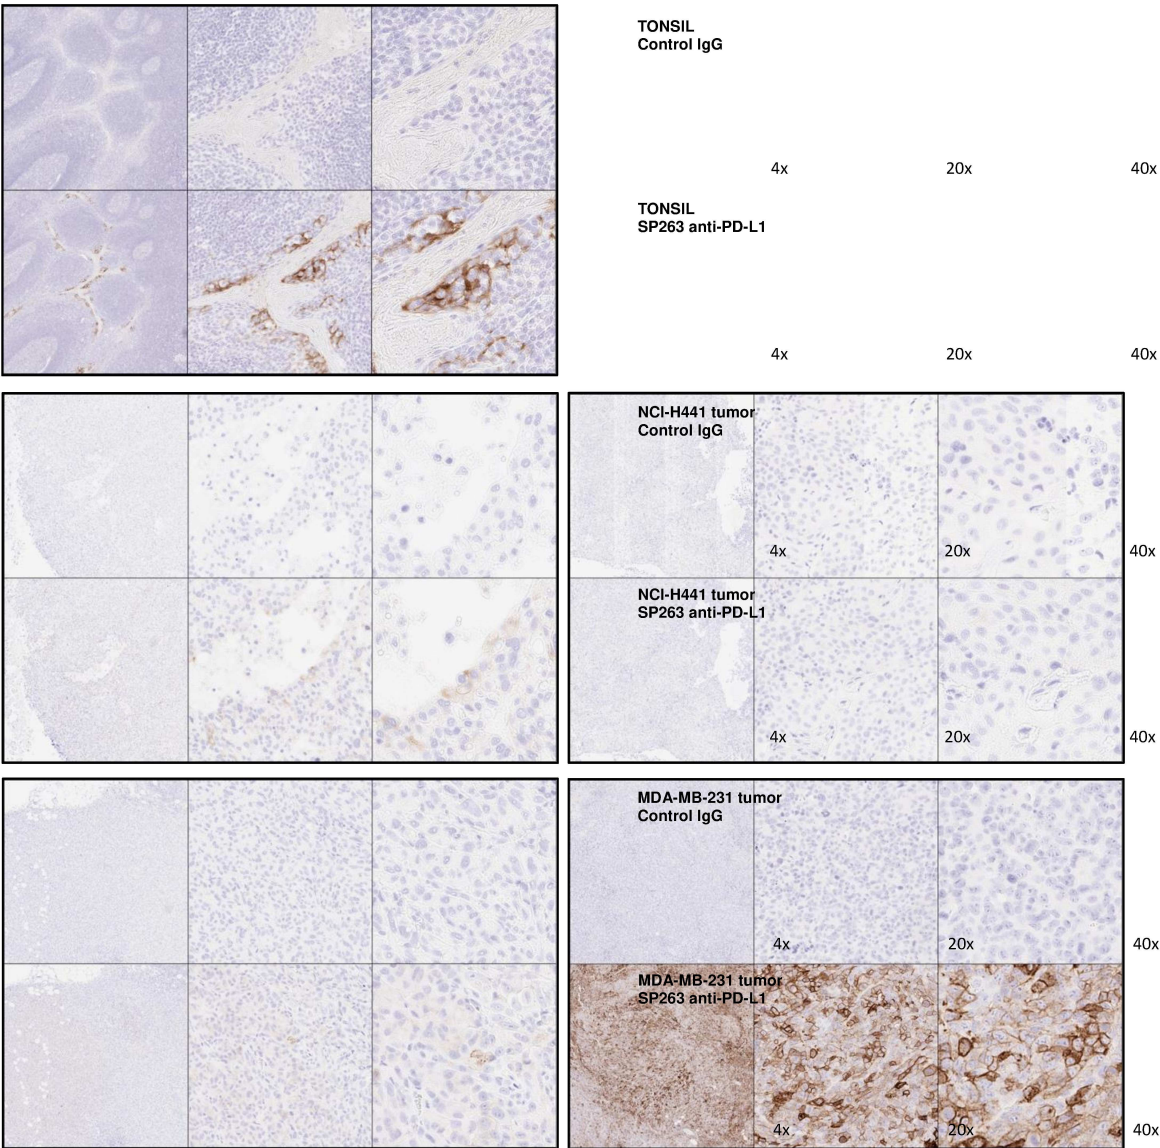 TONSIL
Control IgG
4x 20x 40x
TONSIL
SP263 anti-PD-L1
4x 20x 40x
NCI-H441 tumor
Control IgG
4x 20x 40x
NCI-H441 tumor
SP263 anti-PD-L1
4x 20x 40x
MDA-MB-231 tumor
Control IgG
4x 20x 40x
MDA-MB-231 tumor
SP263 anti-PD-L1
4x 20x 40x